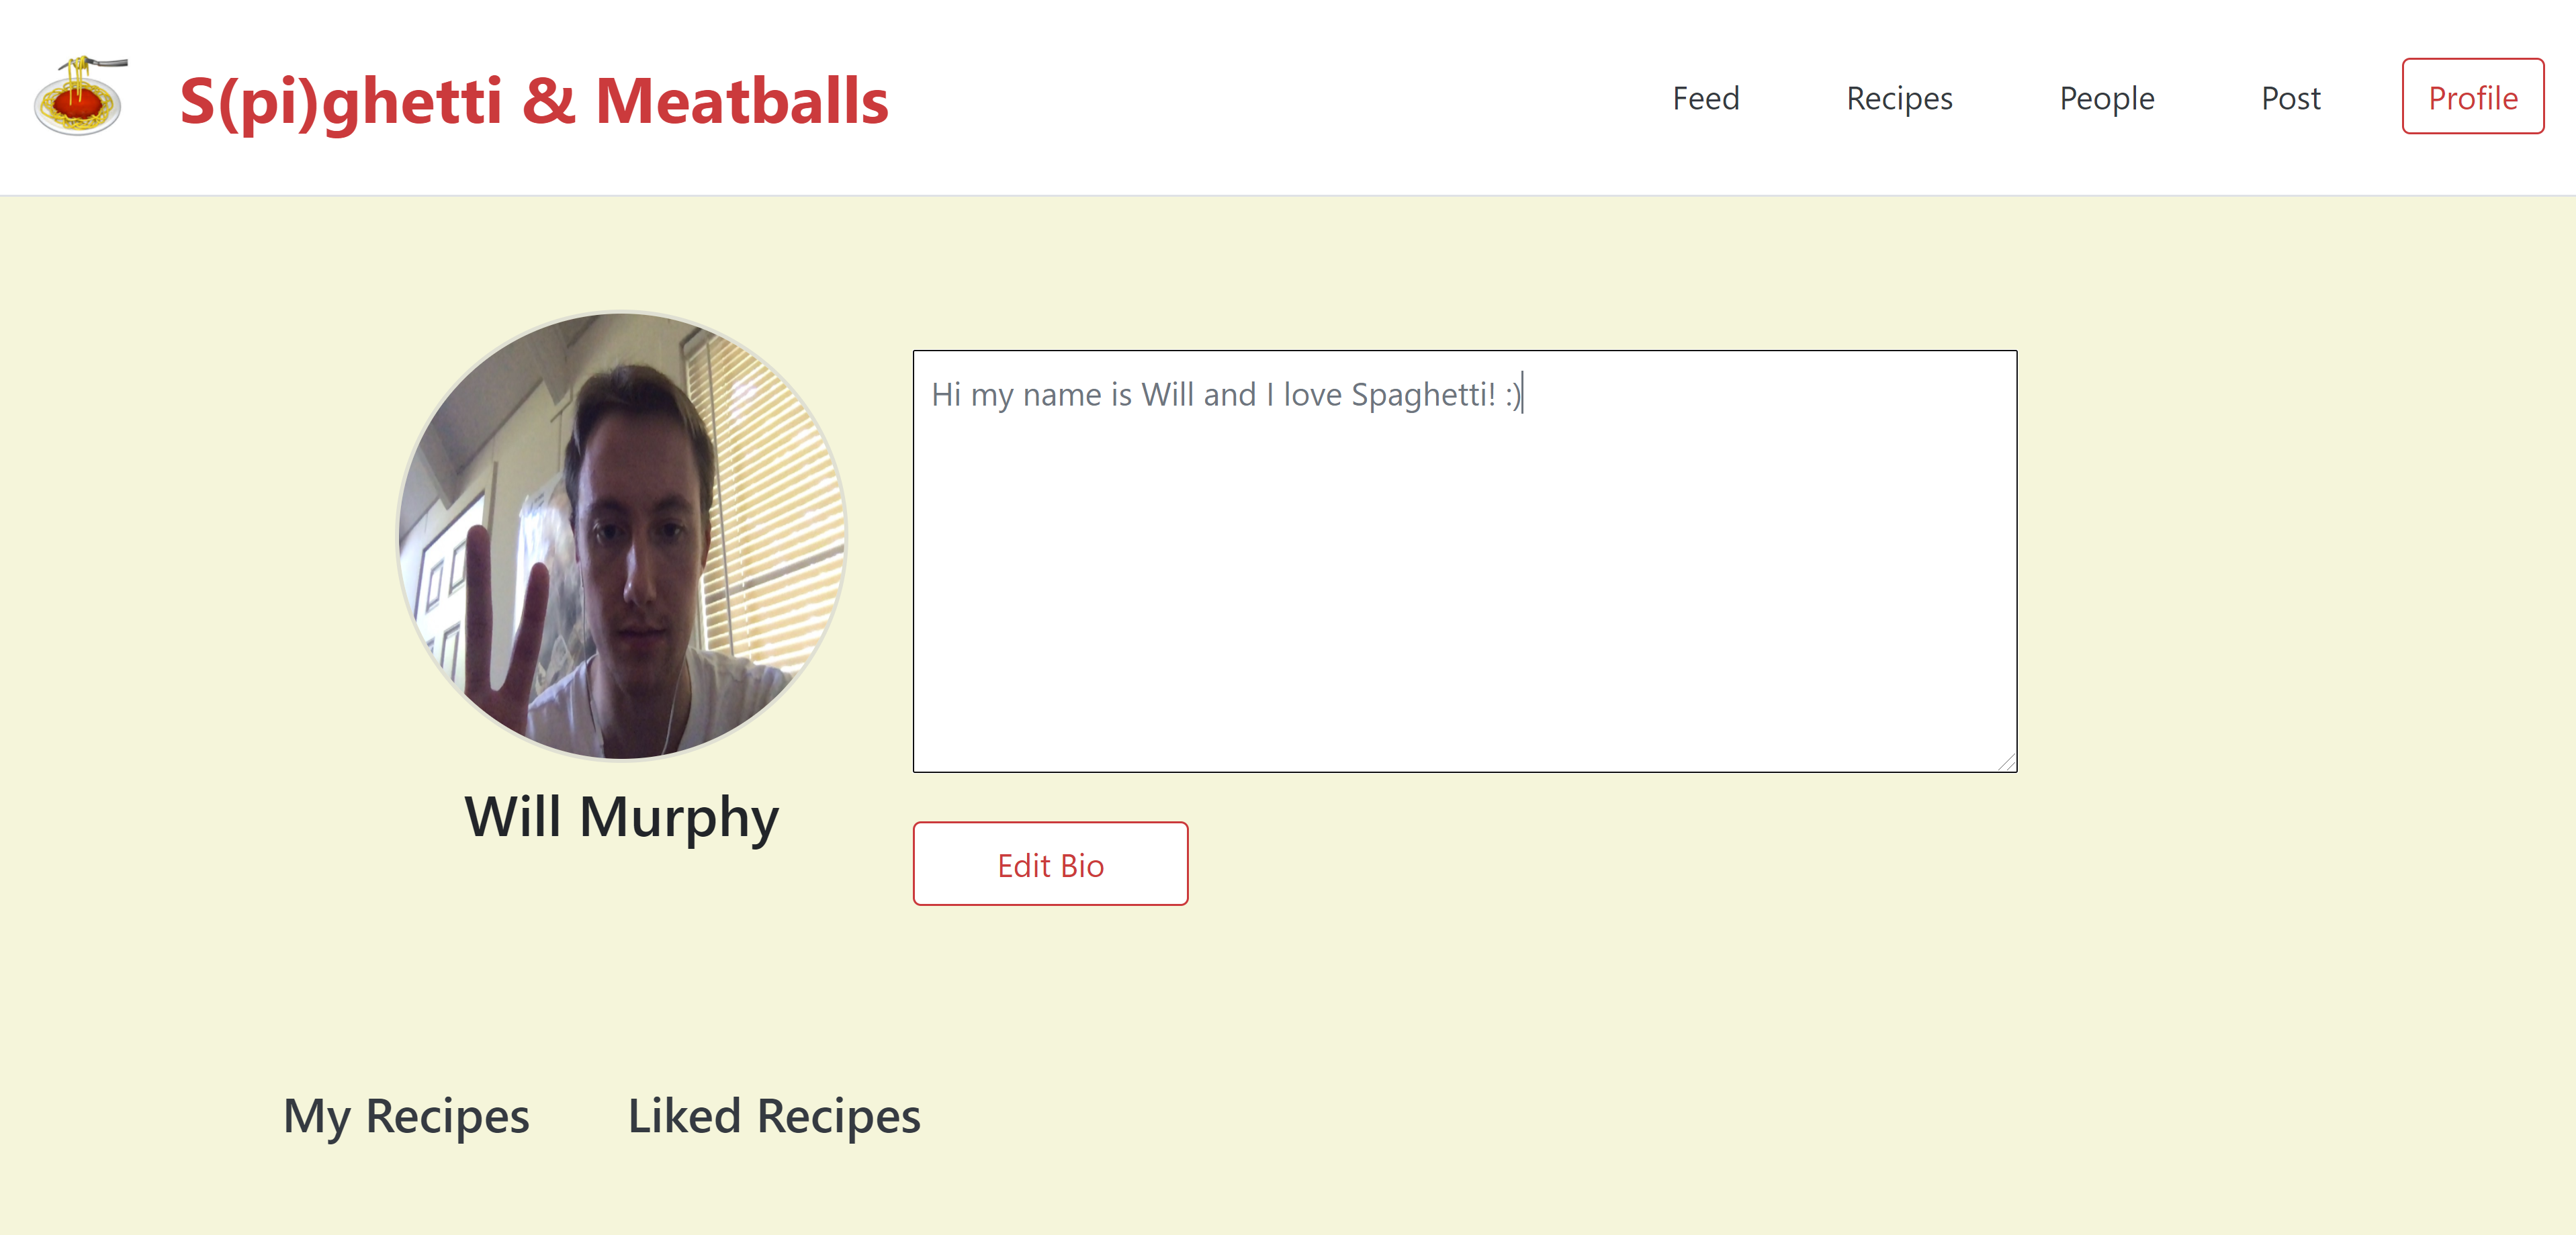 S(pi)ghetti & Meatballs
Feed
Recipes
People
Post
Profile
Hi my name is Will and I love Spaghetti! :)
Will Murphy
Edit Bio
My Recipes
Liked Recipes